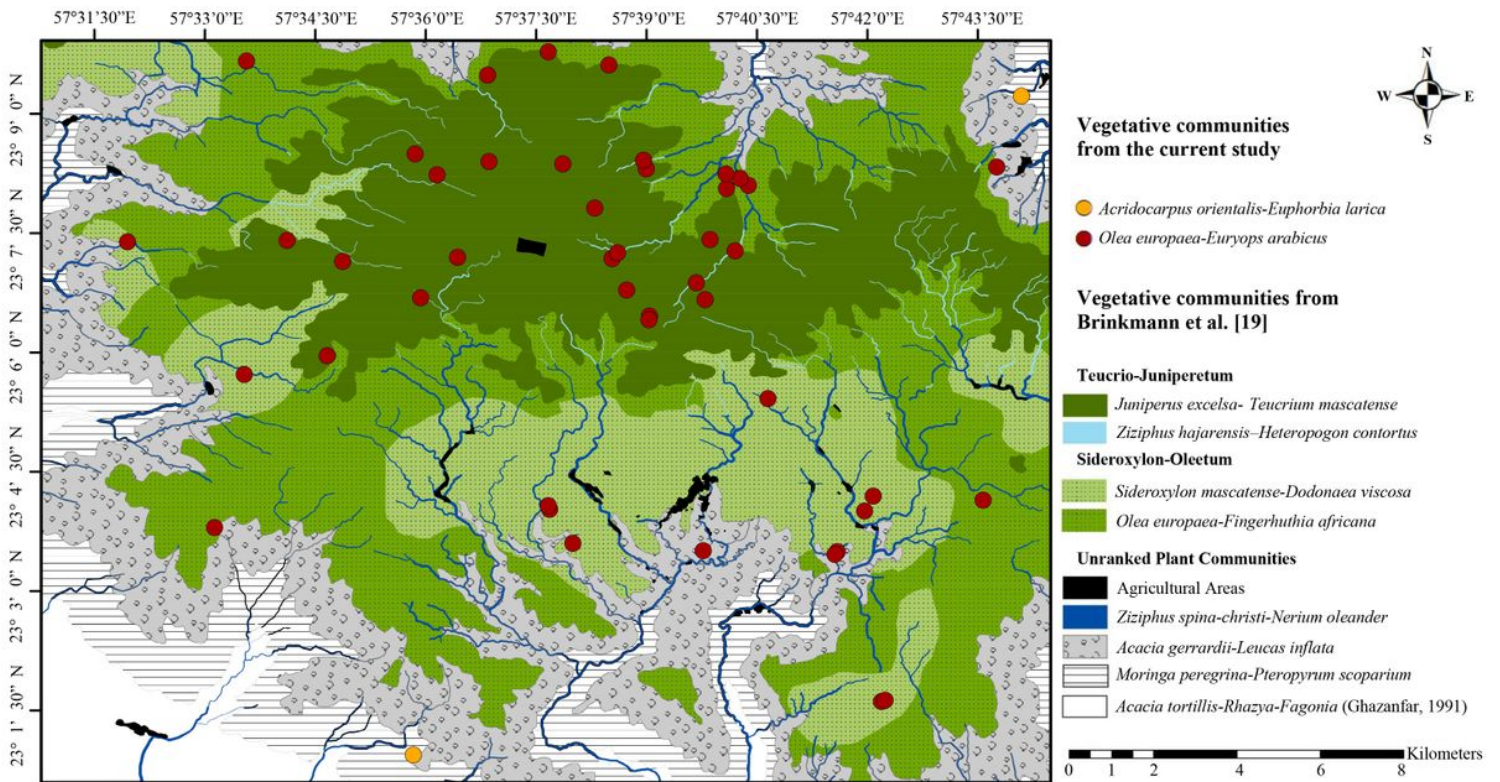 57°31'30"E 57°33'0"E 57°34'30"E 57°36'0"E 57°37'30"E 57°39'0"E 57°40'30"E 57°42'0"E 57°43'30"E
23° 9' 0" N
23° 7' 30" N
23° 6' 0" N
23° 4' 30" N
23° 3' 0" N
23° 1' 30" N
N
W E
S
Vegetative communities
from the current study
Acridocarpus orientalis-Euphorbia larica
Olea europaea-Euryops arabicus
Vegetative communities from
Brinkmann et al. [19]
Teucrio-Juniperetum
Juniperus excelsa- Teucrium mascatense
Ziziphus hajarensis–Heteropogon contortus
Sideroxylon-Oleetum
Sideroxylon mascatense-Dodonaea viscosa
Olea europaea-Fingerhuthia africana
Unranked Plant Communities
Agricultural Areas
Ziziphus spina-christi-Nerium oleander
Acacia gerrardii-Leucas inflata
Moringa peregrina-Pteropyrum scoparium
Acacia tortillis-Rhazya-Fagonia (Ghazanfar, 1991)
Kilometers
0 1 2 4 6 8